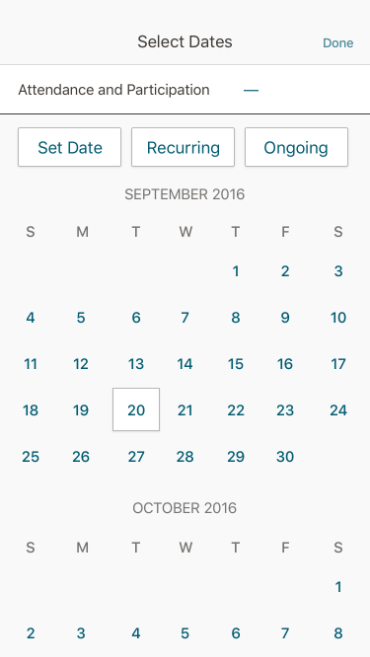 Select Dates Done
Attendance and Participation —
Set Date Recurring Ongoing
SEPTEMBER 2016
S M T W T F S
1 2 3
4 5 6 7 8 9 10
11 12 13 14 15 16 17
18 19 20 21 22 23 24
25 26 27 28 29 30
OCTOBER 2016
S M T W T F S
1
2 3 4 5 6 7 8